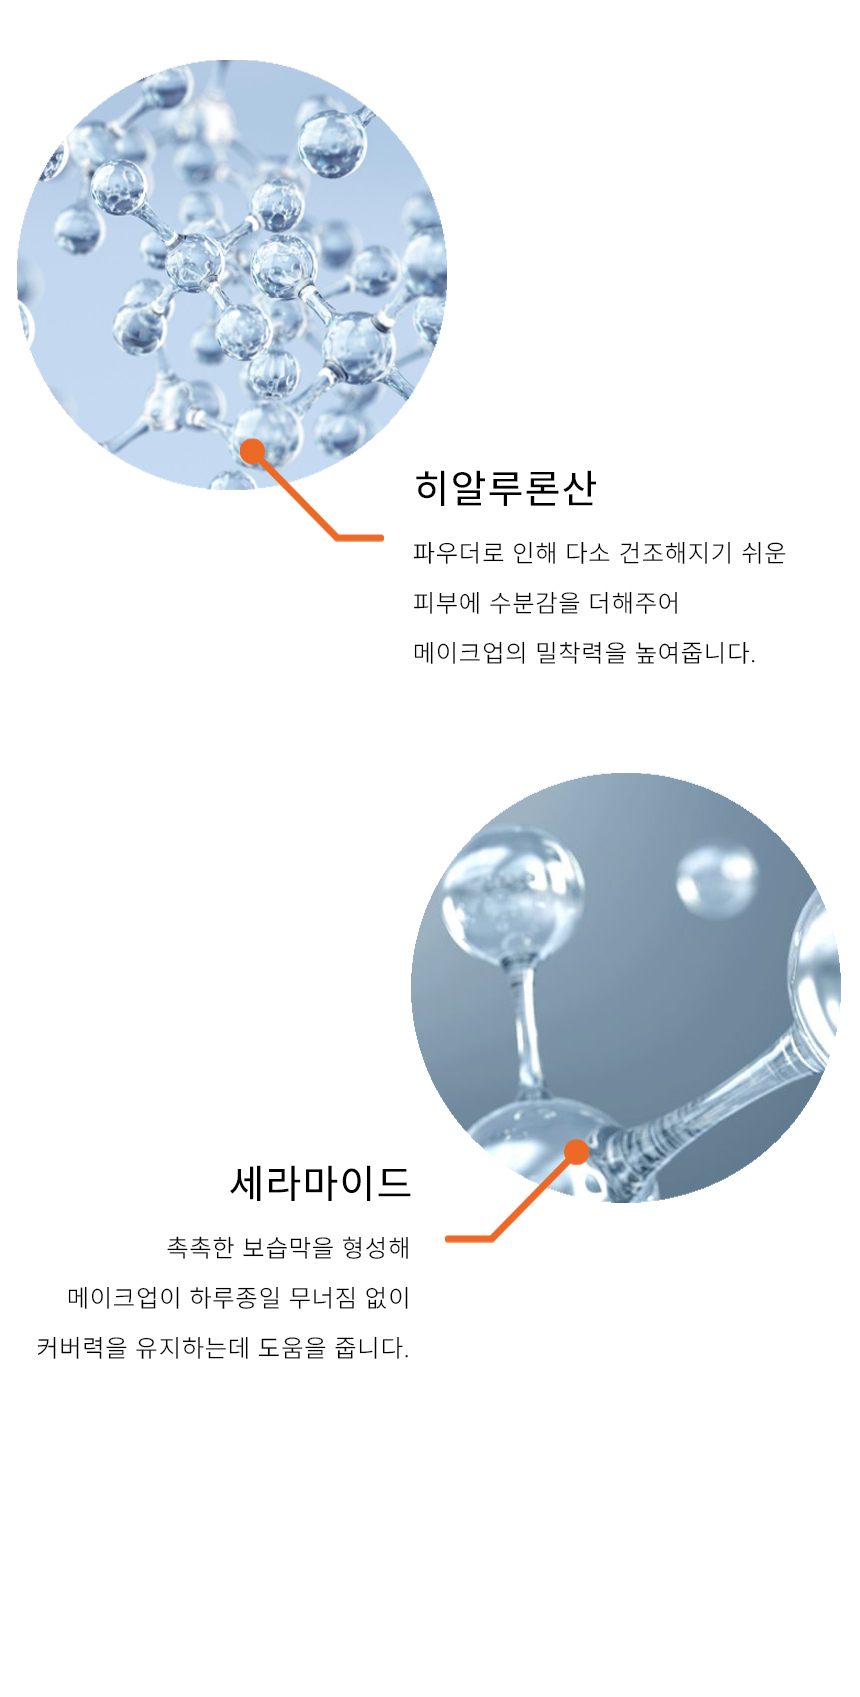 히알루론산
파우더로 인해 다소 건조해지기 쉬운
피부에 수분감을 더해주어
메이크업의 밀착력을 높여줍니다.
세라마이드
촉촉한 보습막을 형성해
메이크업이 하루종일 무너짐 없이
커버력을 유지하는데 도움을 줍니다.